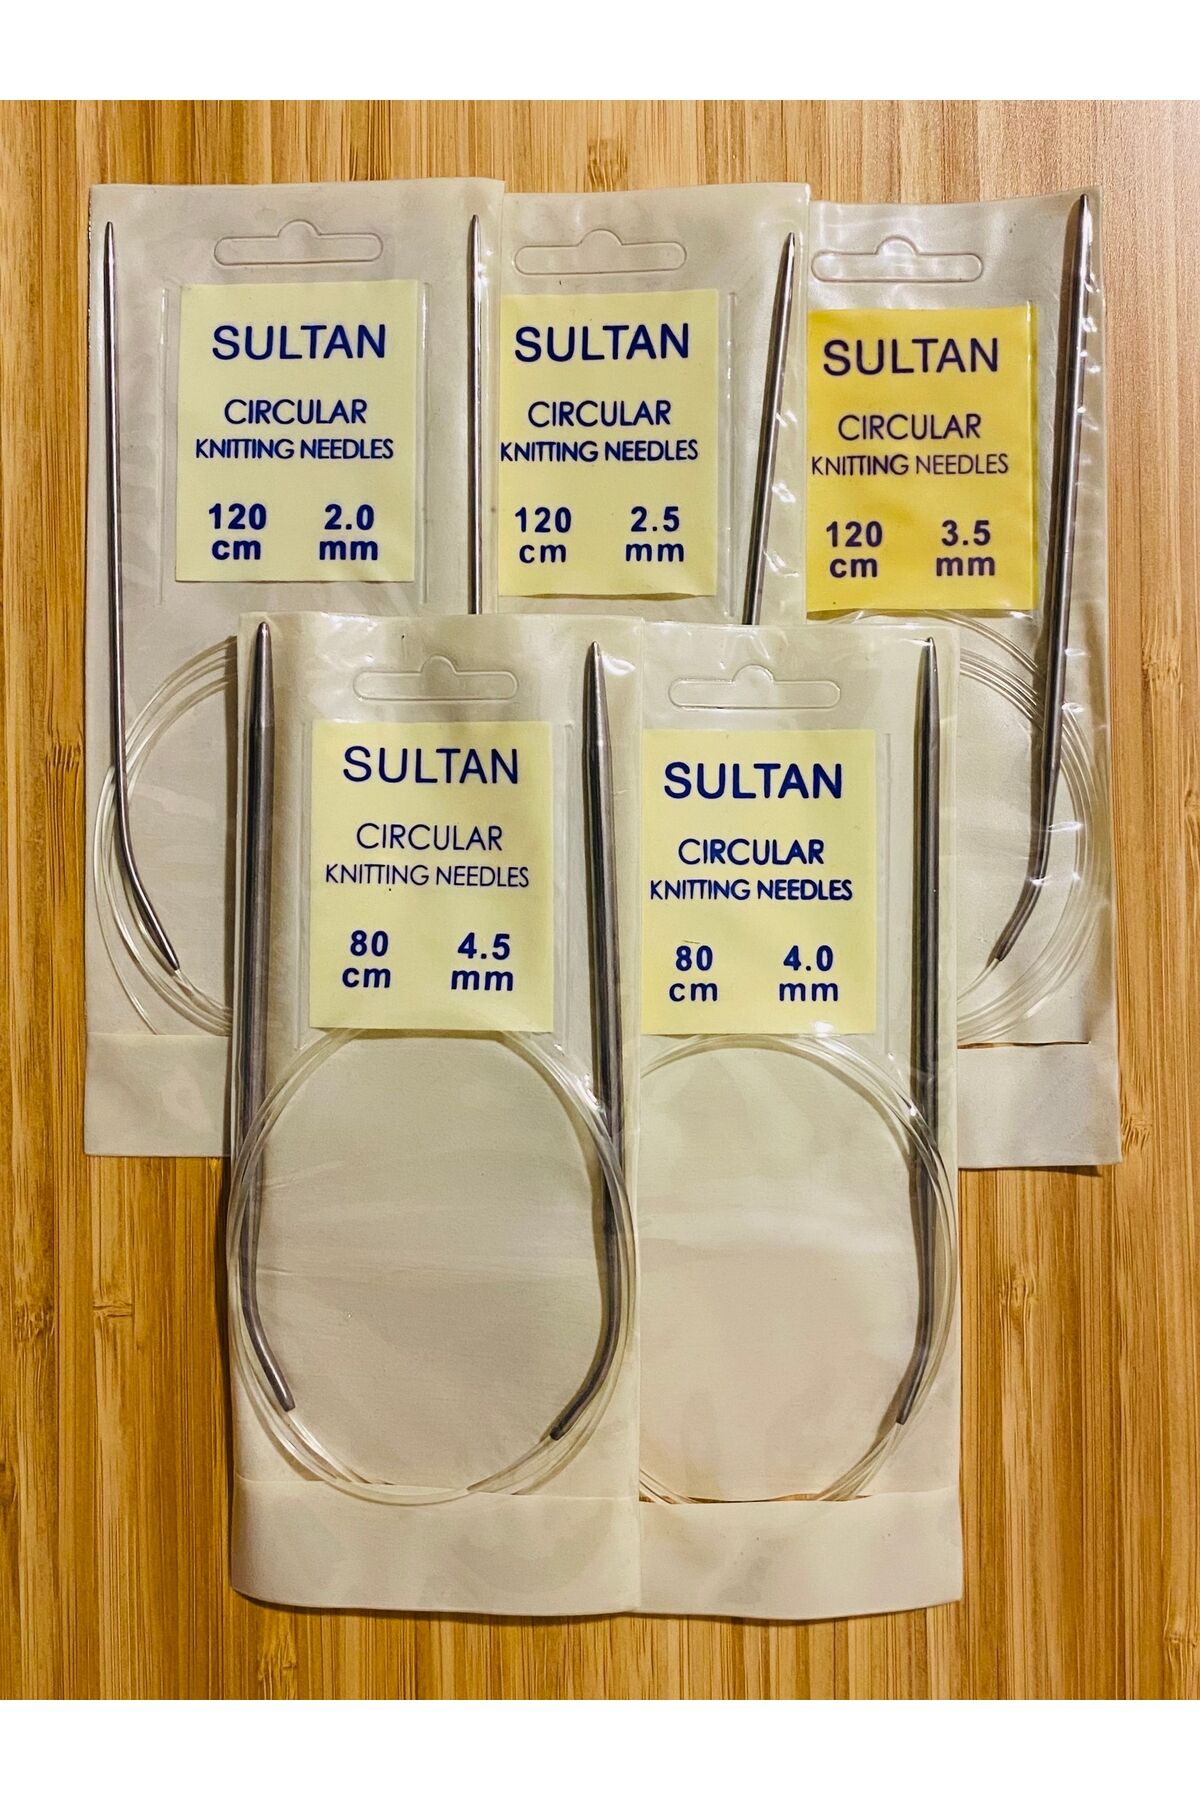 SULTAN
CIRCULAR
KNITTING NEEDLES
120 2.0
cm mm
SULTAN
CIRCULAR
KNITTING NEEDLES
120 2.5
cm mm
SULTAN
CIRCULAR
KNITTING NEEDLES
120 3.5
cm mm
SULTAN
CIRCULAR
KNITTING NEEDLES
80 4.5
cm mm
SULTAN
CIRCULAR
KNITTING NEEDLES
80 4.0
cm mm